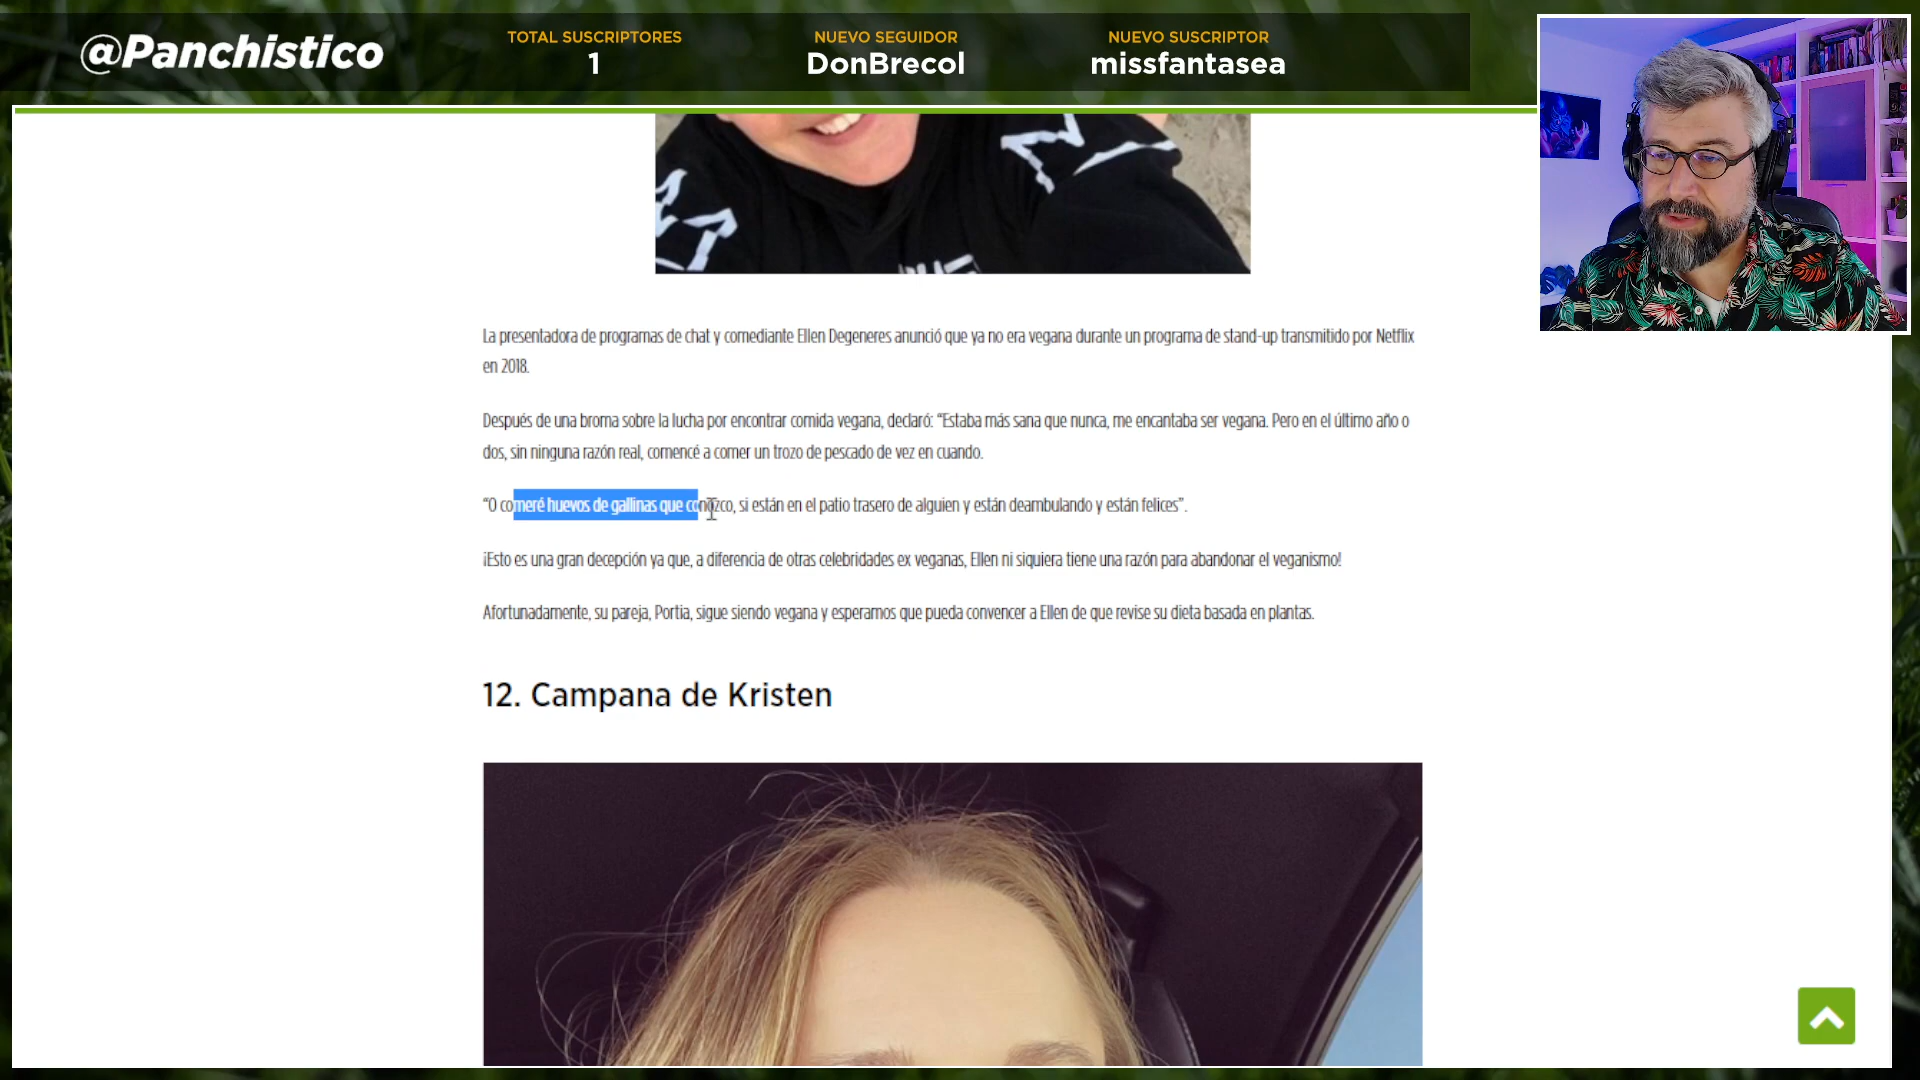 @Panchistico
TOTAL SUSCRIPTORES
1
NUEVO SEGUIDOR
DonBrecol
NUEVO SUSCRIPTOR
missfantasea
La presentadora de programas de chat y comediante Ellen Degeneres anunció que ya no era vegana durante un programa de stand-up transmitido por Netflix
en 2018.
Después de una broma sobre la lucha por encontrar comida vegana, declaró: “Estaba más sana que nunca, me encantaba ser vegana. Pero en el último año o
dos, sin ninguna razón real, comencé a comer un trozo de pescado de vez en cuando.
“O comeré huevos de gallinas que conozco, si están en el patio trasero de alguien y están deambulando y están felices”.
¡Esto es una gran decepción ya que, a diferencia de otras celebridades ex veganas, Ellen ni siquiera tiene una razón para abandonar el veganismo!
Afortunadamente, su pareja, Portia, sigue siendo vegana y esperamos que pueda convencer a Ellen de que revise su dieta basada en plantas.
12. Campana de Kristen